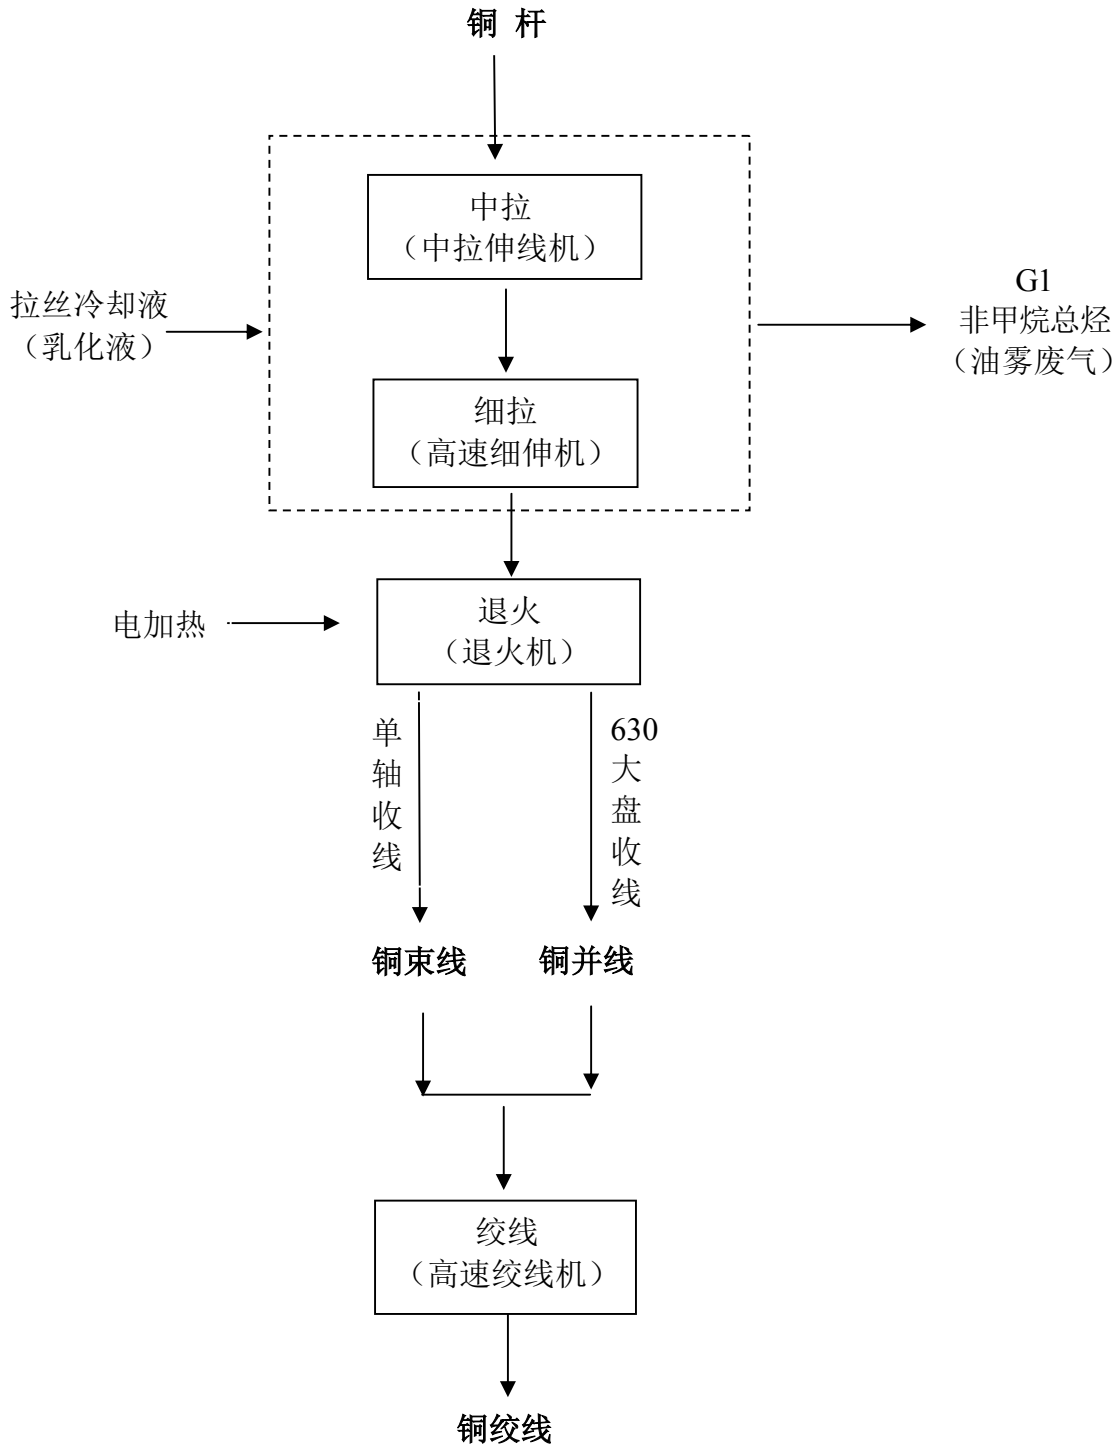 铜 杆
中拉
（中拉伸线机）
拉丝冷却液
（乳化液）
G1
非甲烷总烃
（油雾废气）
细拉
（高速细伸机）
电加热
退火
（退火机）
单
轴
收
线
630
大
盘
收
线
铜束线
铜并线
绞线
（高速绞线机）
铜绞线